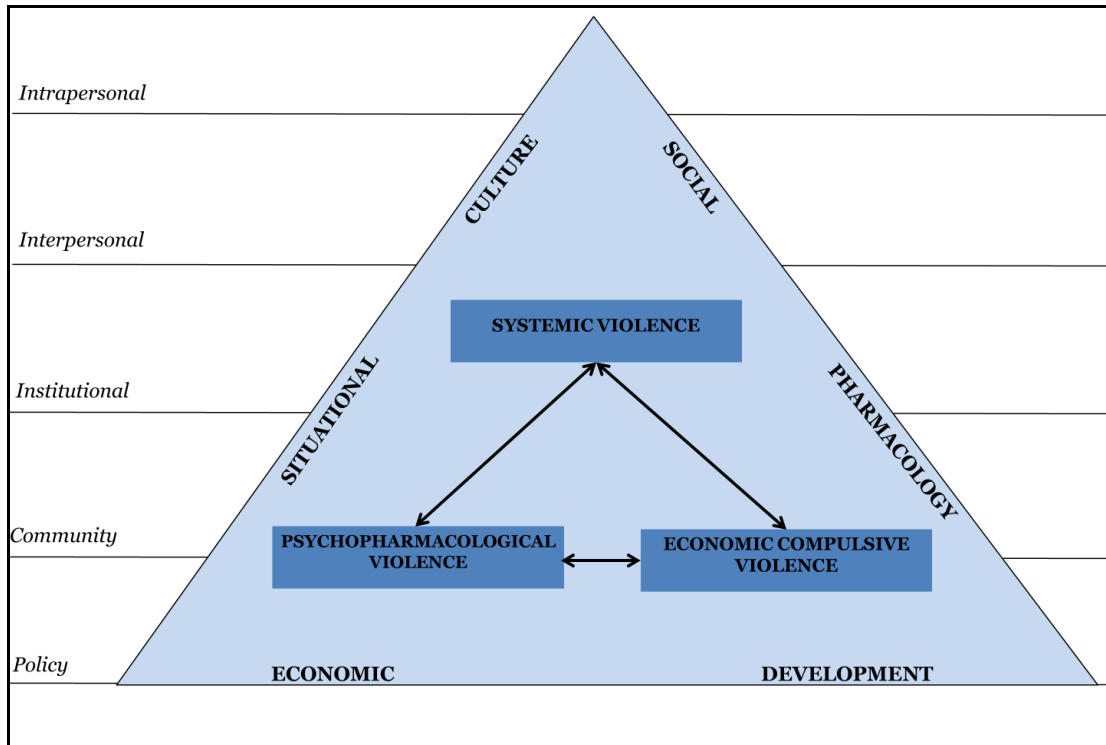 Intrapersonal
CULTURE
SOCIAL
Interpersonal
SYSTEMIC VIOLENCE
Institutional
SITUATIONAL
PHARMACOLOGY
Community
PSYCHOPHARMACOLOGICAL
VIOLENCE
ECONOMIC COMPULSIVE
VIOLENCE
Policy
ECONOMIC
DEVELOPMENT